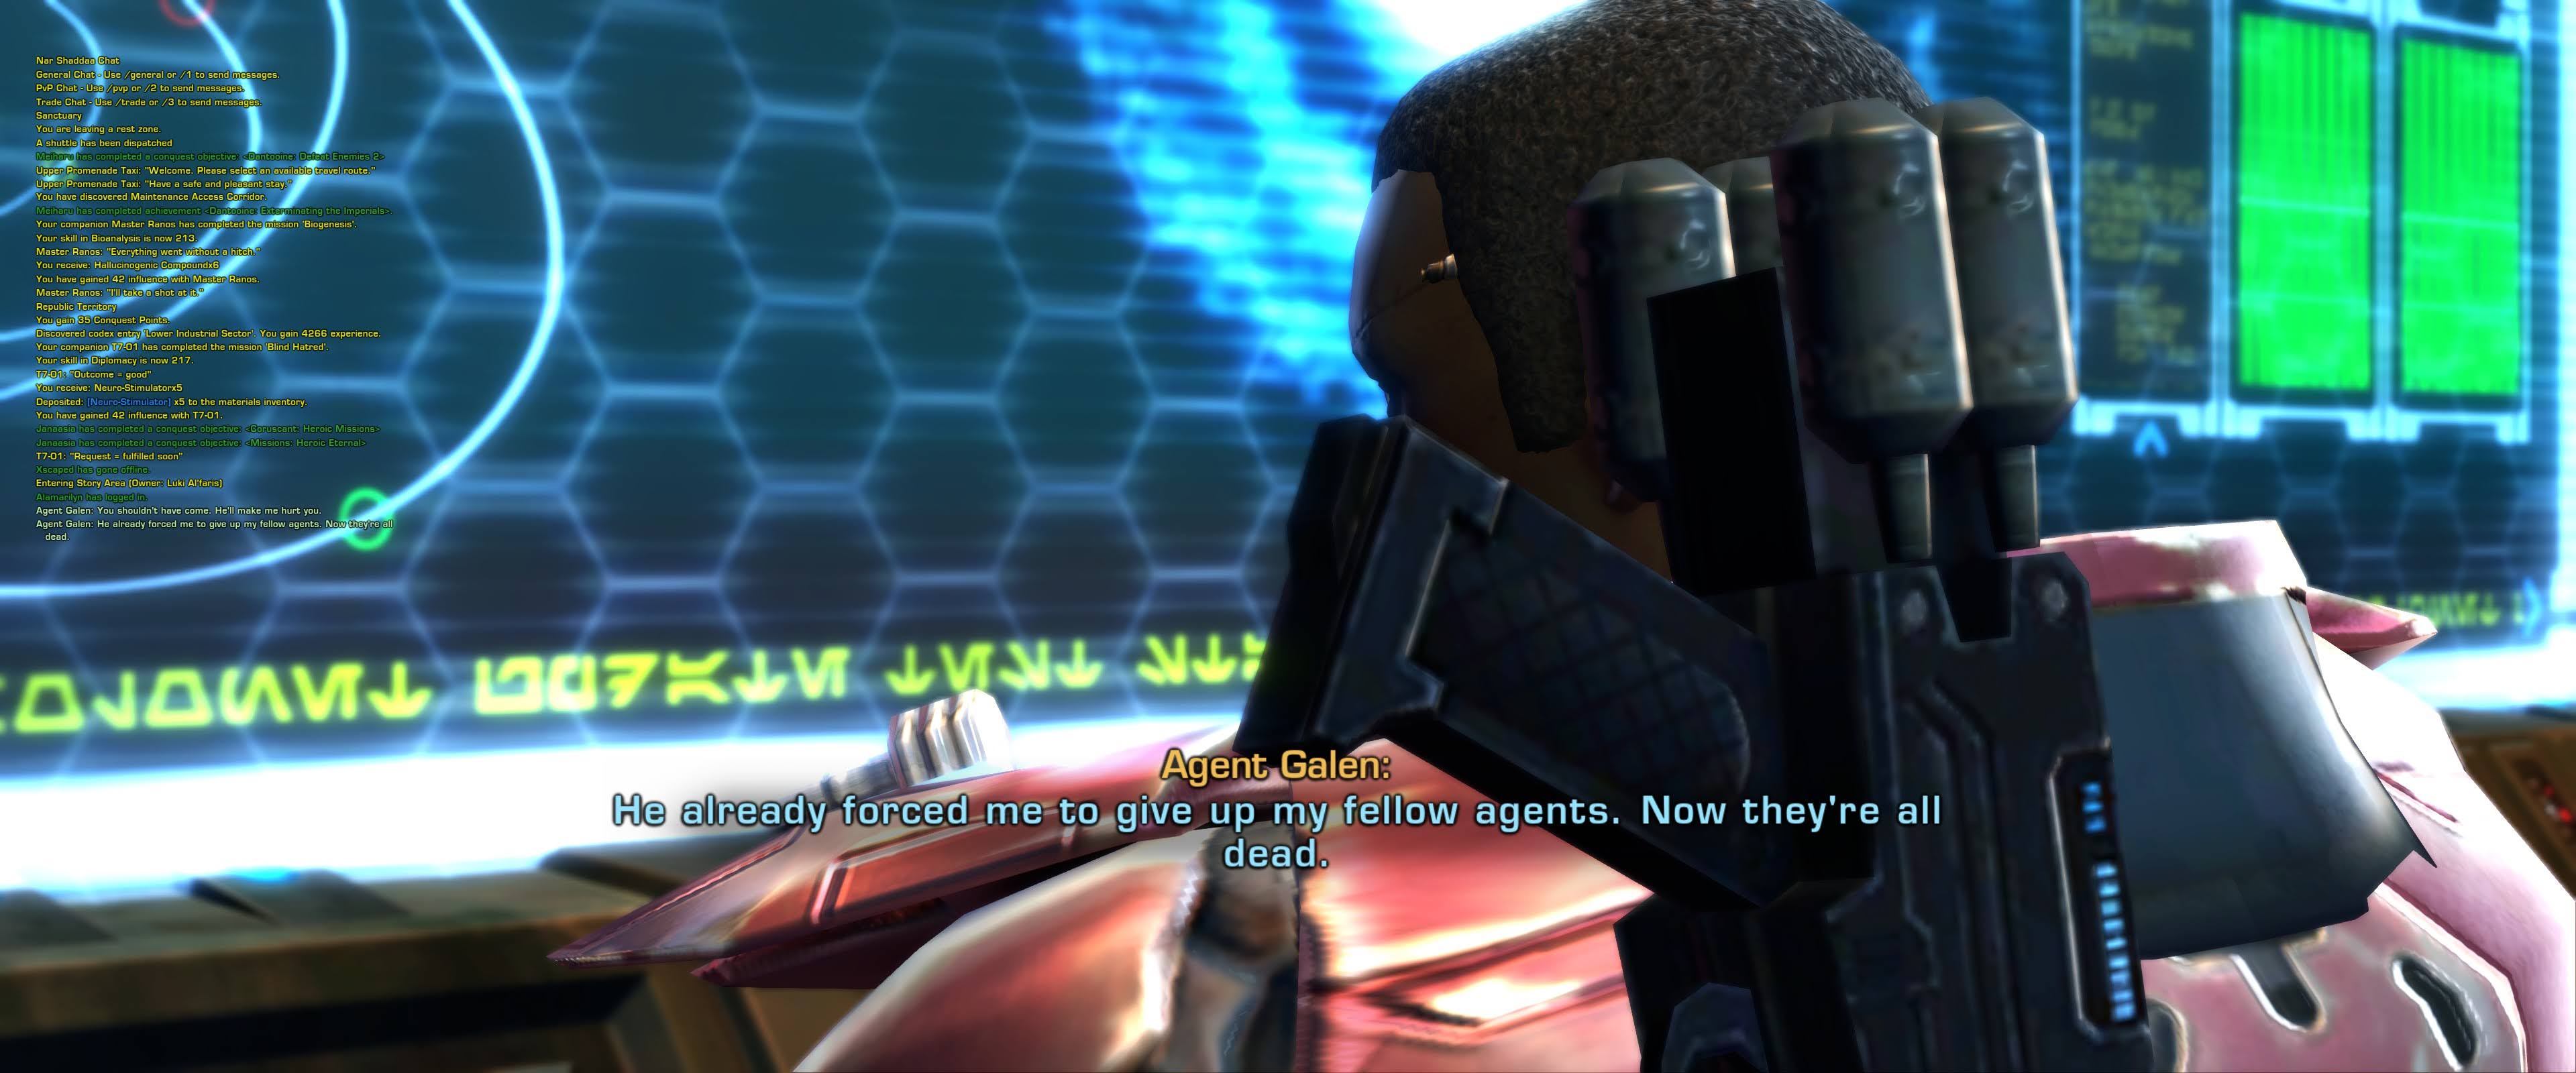 Nar Shaddaa Chat
General Chat - Use /general or /1 to send messages.
PvP Chat - Use /pvp or /2 to send messages.
Trade Chat - Use /trade or /3 to send messages.
Sanctuary
You are leaving a rest zone.
A shuttle has been dispatched
Meiharu has completed a conquest objective: <Dantooine: Defeat Enemies 2>
Upper Promenade Taxi: "Welcome. Please select an available travel route."
Upper Promenade Taxi: "Have a safe and pleasant stay."
You have discovered Maintenance Access Corridor.
Meiharu has completed achievement <Dantooine: Exterminating the Imperials>.
Your companion Master Ranos has completed the mission 'Biogenesis'.
Your skill in Bioanalysis is now 213.
Master Ranos: "Everything went without a hitch."
You receive: Hallucinogenic Compoundx6
You have gained 42 influence with Master Ranos.
Master Ranos: "I'll take a shot at it."
Republic Territory
You gain 35 Conquest Points.
Discovered codex entry 'Lower Industrial Sector'. You gain 4266 experience.
Your companion T7-01 has completed the mission 'Blind Hatred'.
Your skill in Diplomacy is now 217.
T7-01: "Outcome = good"
You receive: Neuro-Stimulatorx5
Deposited: [Neuro-Stimulator] x5 to the materials inventory.
You have gained 42 influence with T7-01.
Janaasia has completed a conquest objective: <Coruscant: Heroic Missions>
Janaasia has completed a conquest objective: <Missions: Heroic Eternal>
T7-01: "Request = fulfilled soon"
Xscaped has gone offline.
Entering Story Area (Owner: Luki Al'faris)
Alamarilyn has logged in.
Agent Galen: You shouldn't have come. He'll make me hurt you.
Agent Galen: He already forced me to give up my fellow agents. Now they're all
dead.
Agent Galen:
He already forced me to give up my fellow agents. Now they're all
dead.